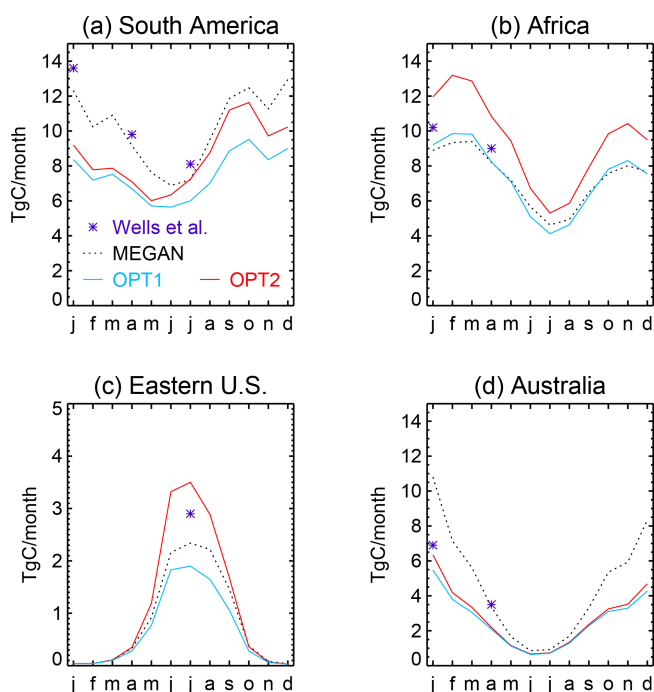 (a) South America
TgC/month
14
12
10
8
6
4
2
0
Wells et al.
MEGAN
OPT1 OPT2
j f m a m j j a s o n d
(b) Africa
TgC/month
14
12
10
8
6
4
2
0
j f m a m j j a s o n d
(c) Eastern U.S.
TgC/month
5
4
3
2
1
0
j f m a m j j a s o n d
(d) Australia
TgC/month
14
12
10
8
6
4
2
0
j f m a m j j a s o n d